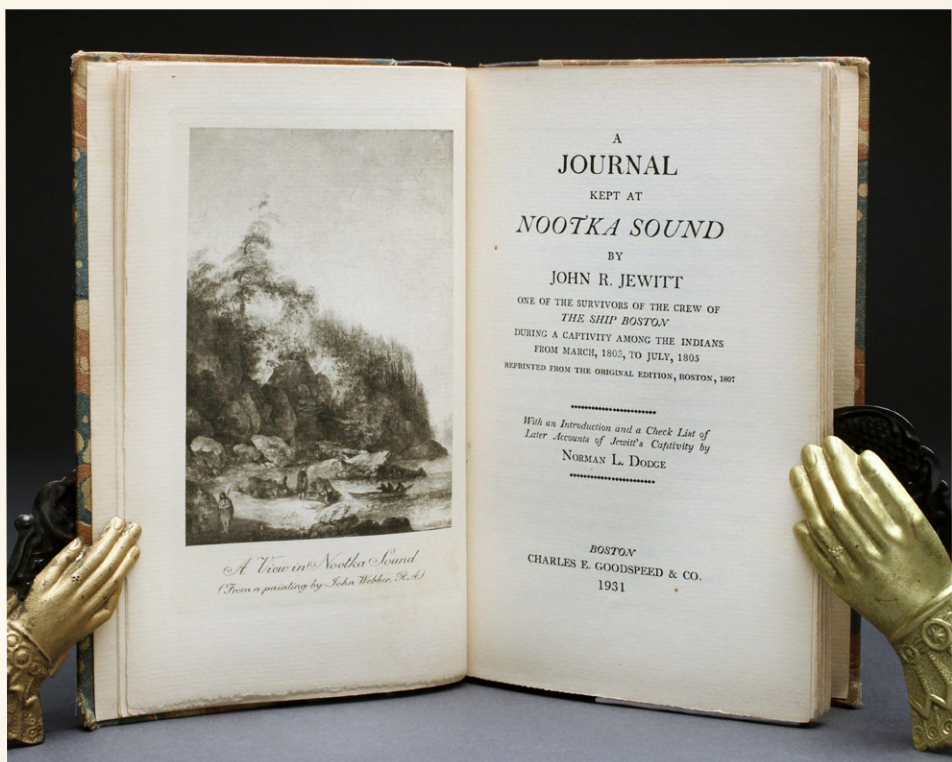 A View in Nootka Sound
(From a painting by John Webber, R.A.)
A
JOURNAL
KEPT AT
NOOTKA SOUND
BY
JOHN R. JEWITT
ONE OF THE SURVIVORS OF THE CREW OF
THE SHIP BOSTON
DURING A CAPTIVITY AMONG THE INDIANS
FROM MARCH, 1803, TO JULY, 1805
REPRINTED FROM THE ORIGINAL EDITION, BOSTON, 1807
With an Introduction and a Check List of
Later Accounts of Jewitt's Captivity by
NORMAN L. DODGE
BOSTON
CHARLES E. GOODSPEED & CO.
1931